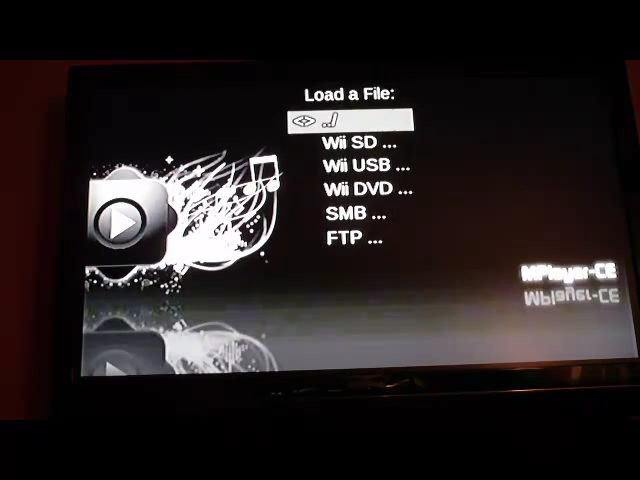 Load a File:
../
Wii SD ...
Wii USB ...
Wii DVD ...
SMB ...
FTP ...
MPlayer-CE